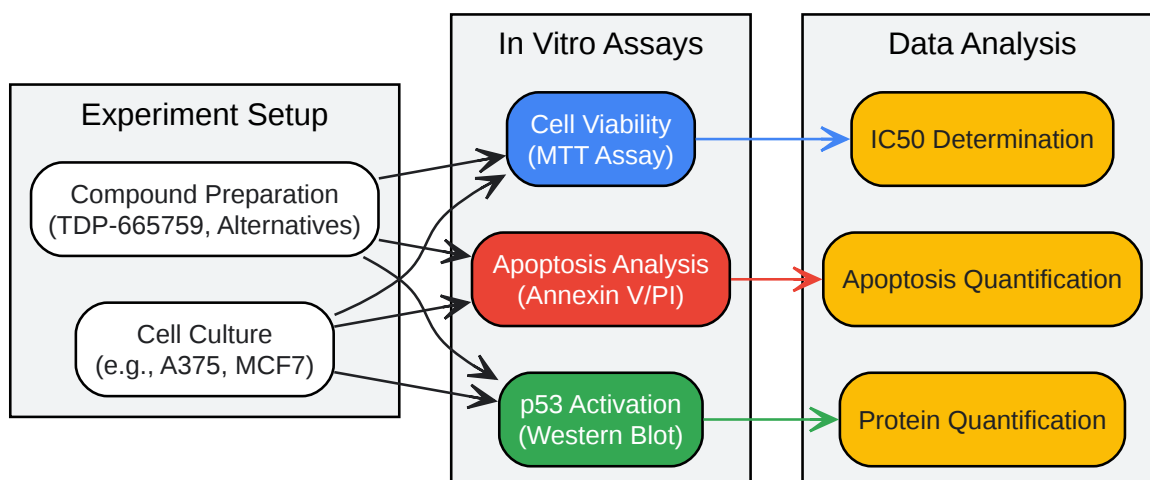 Experiment Setup
Compound Preparation
(TDP-665759, Alternatives)
Cell Culture
(e.g., A375, MCF7)
In Vitro Assays
Cell Viability
(MTT Assay)
Apoptosis Analysis
(Annexin V/PI)
p53 Activation
(Western Blot)
Data Analysis
IC50 Determination
Apoptosis Quantification
Protein Quantification